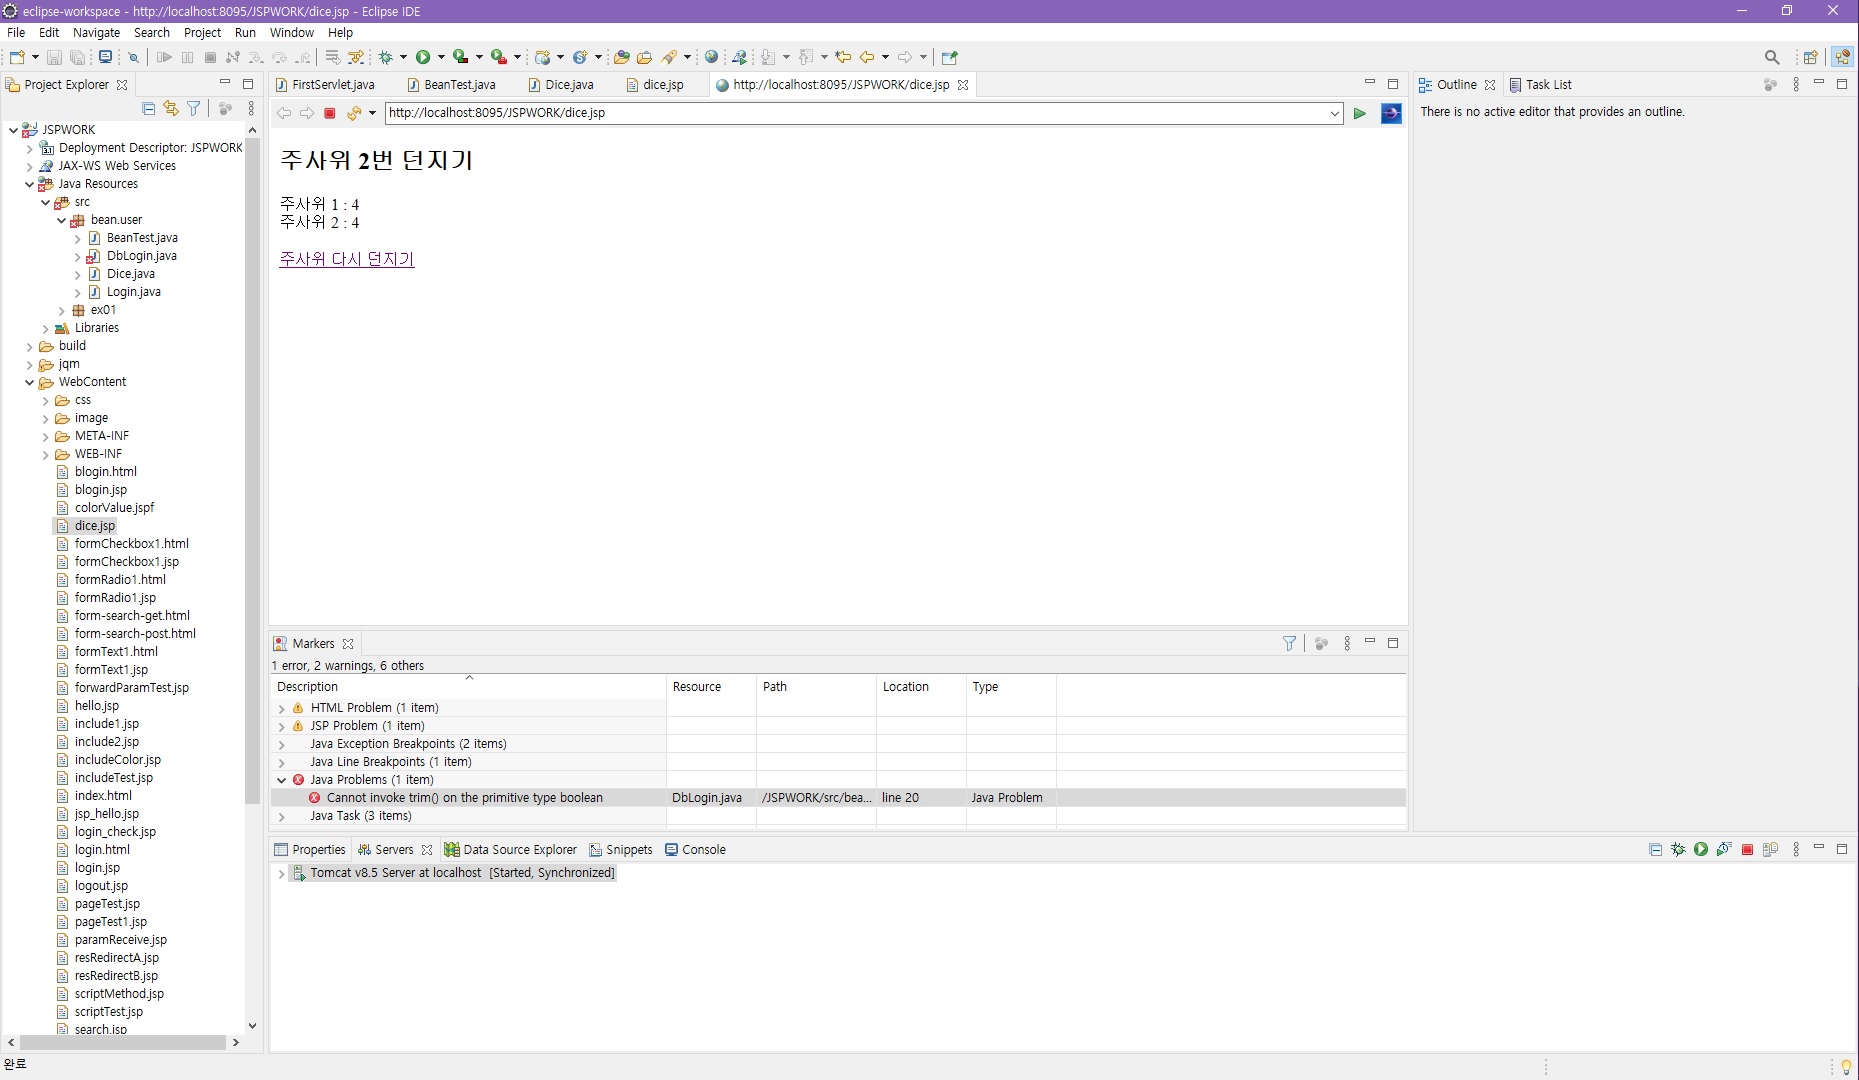 eclipse-workspace - http://localhost:8095/JSPWORK/dice.jsp - Eclipse IDE
File Edit Navigate Search Project Run Window Help
Project Explorer
JSPWORK
Deployment Descriptor: JSPWORK
JAX-WS Web Services
Java Resources
src
bean.user
BeanTest.java
DbLogin.java
Dice.java
Login.java
ex01
Libraries
build
jqm
WebContent
css
image
META-INF
WEB-INF
blogin.html
blogin.jsp
colorValue.jspf
dice.jsp
formCheckbox1.html
formCheckbox1.jsp
formRadio1.html
formRadio1.jsp
form-search-get.html
form-search-post.html
formText1.html
formText1.jsp
forwardParamTest.jsp
hello.jsp
include1.jsp
include2.jsp
includeColor.jsp
includeTest.jsp
index.html
jsp_hello.jsp
login_check.jsp
login.html
login.jsp
logout.jsp
pageTest.jsp
pageTest1.jsp
paramReceive.jsp
resRedirectA.jsp
resRedirectB.jsp
scriptMethod.jsp
scriptTest.jsp
search.jsp
FirstServlet.java BeanTest.java Dice.java dice.jsp http://localhost:8095/JSPWORK/dice.jsp
http://localhost:8095/JSPWORK/dice.jsp
주사위 2번 던지기
주사위 1 : 4
주사위 2 : 4
주사위 다시 던지기
Outline Task List
There is no active editor that provides an outline.
Markers
1 error, 2 warnings, 6 others
Description Resource Path Location Type
HTML Problem (1 item)
JSP Problem (1 item)
Java Exception Breakpoints (2 items)
Java Line Breakpoints (1 item)
Java Problems (1 item)
Cannot invoke trim() on the primitive type boolean DbLogin.java /JSPWORK/src/bea... line 20 Java Problem
Java Task (3 items)
Properties Servers Data Source Explorer Snippets Console
Tomcat v8.5 Server at localhost [Started, Synchronized]
완료